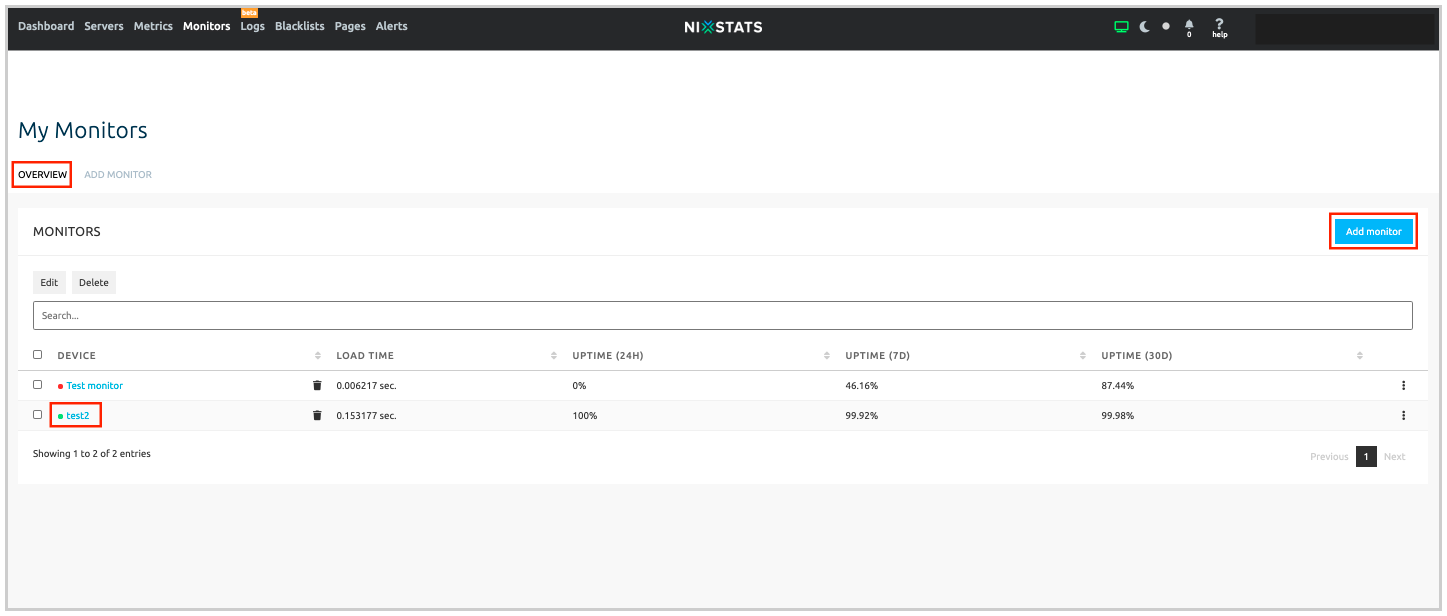 beta
Dashboard Servers Metrics Monitors Logs Blacklists Pages Alerts NIXSTATS 0 ? help
My Monitors
OVERVIEW ADD MONITOR
MONITORS Add monitor
Edit Delete
Search...
DEVICE LOAD TIME UPTIME (24H) UPTIME (7D) UPTIME (30D)
Test monitor 0.006217 sec. 0% 46.16% 87.44%
test2 0.153177 sec. 100% 99.92% 99.98%
Showing 1 to 2 of 2 entries
Previous 1 Next